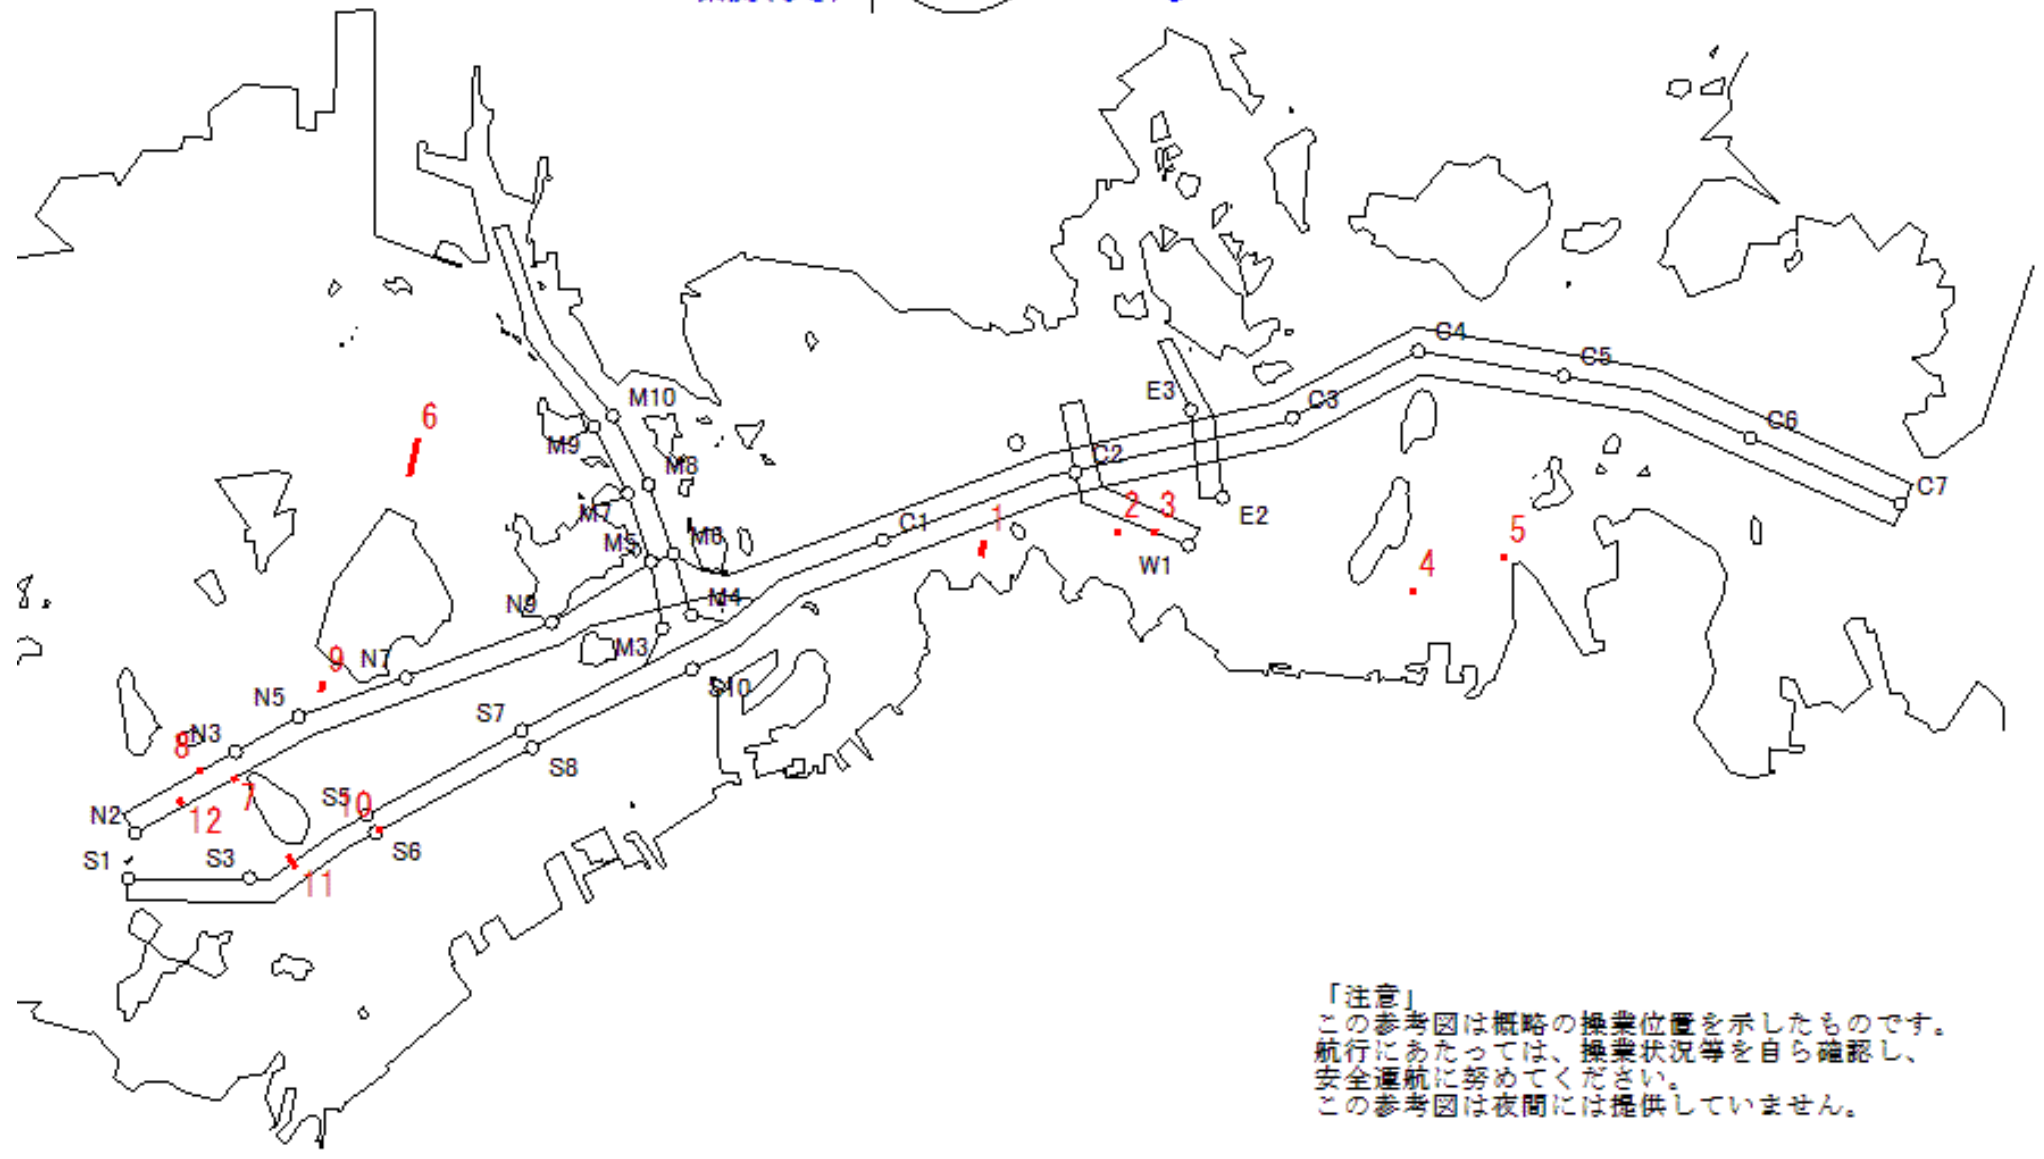 C4
C5
6
M10
E3
C3
C6
M9
C2
M8
C7
M7
1
2
3
E2
C1
5
M5
M6
W1
4
N9
M4
M3
9
N7
S10
N5
S7
N3
8
S8
7
S5
10
N2
12
S6
S1
S3
11
「注意」
この参考図は概略の操業位置を示したものです。
航行にあたっては、操業状況等を自ら確認し、
安全運航に努めてください。
この参考図は夜間には提供していません。